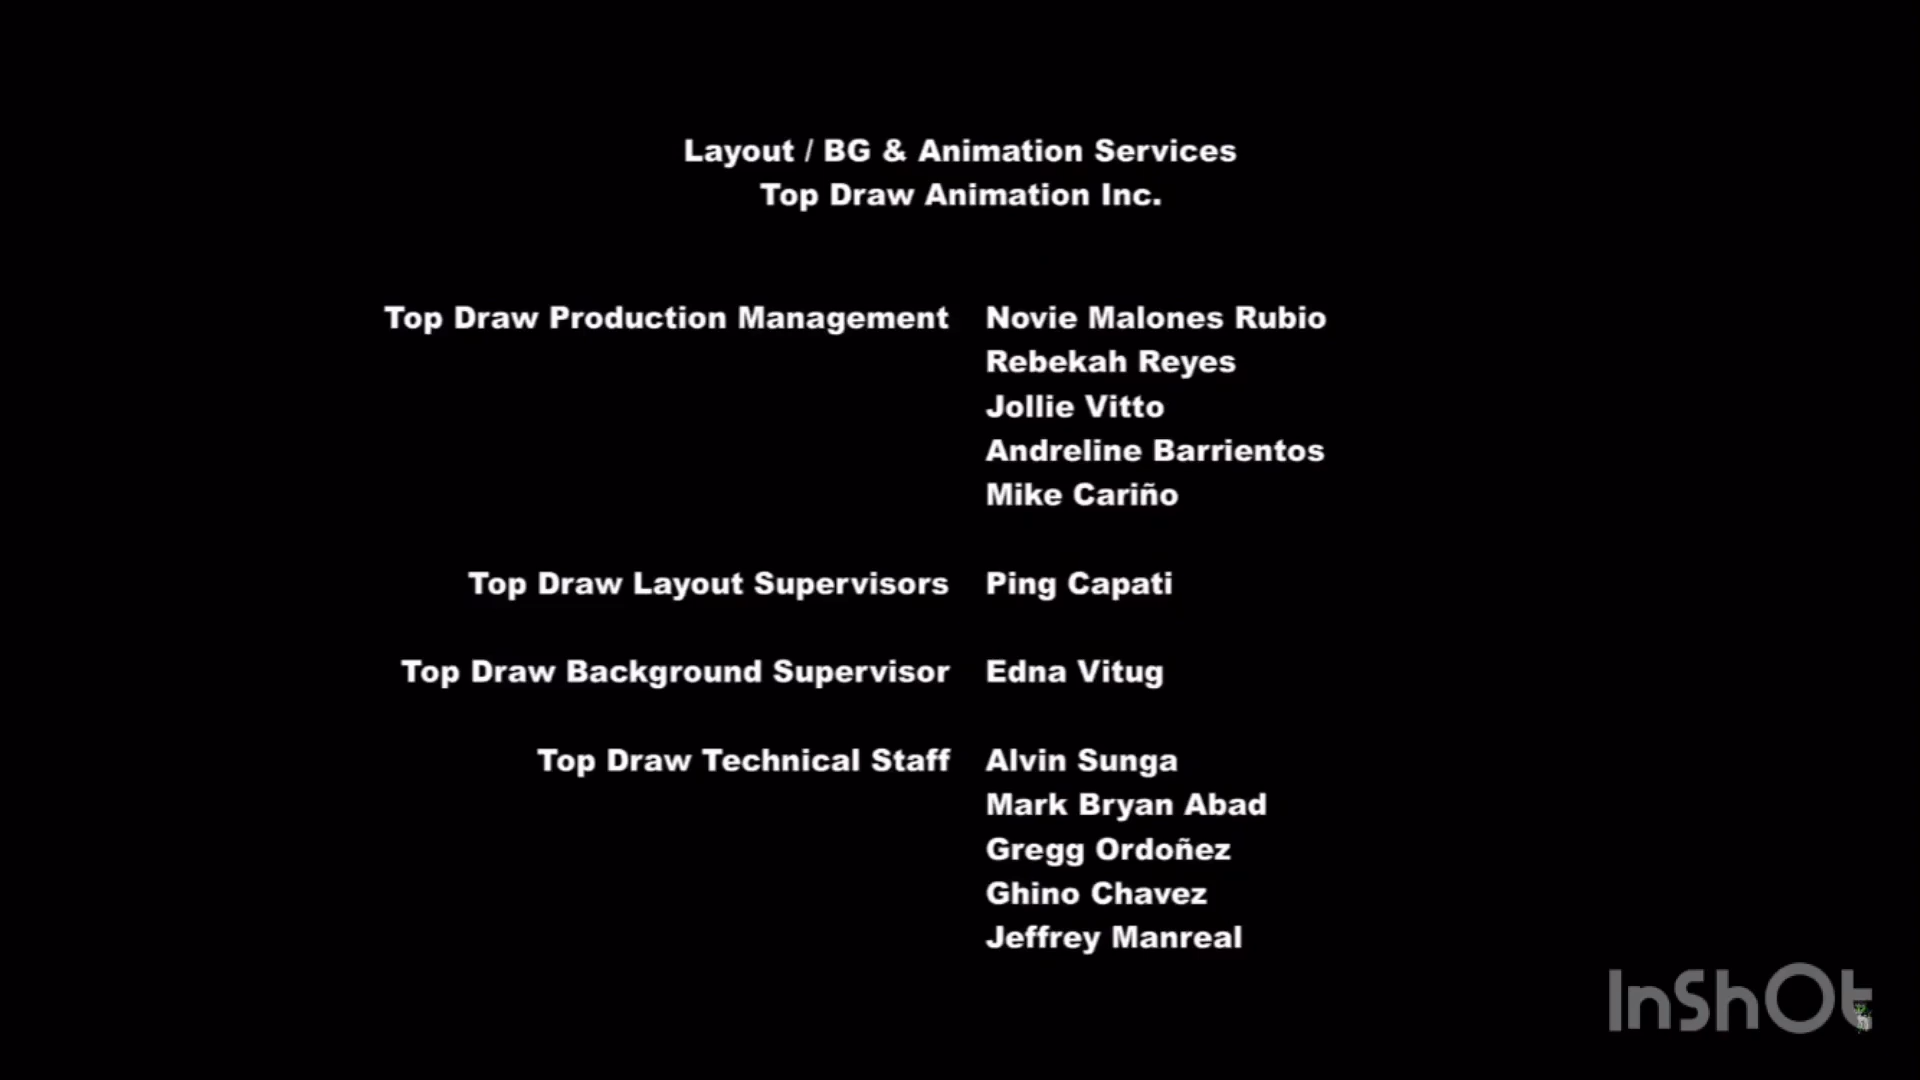 Layout / BG & Animation Services
Top Draw Animation Inc.
Top Draw Production Management Novie Malones Rubio
Rebekah Reyes
Jollie Vitto
Andreline Barrientos
Mike Cariño
Top Draw Layout Supervisors Ping Capati
Top Draw Background Supervisor Edna Vitug
Top Draw Technical Staff Alvin Sunga
Mark Bryan Abad
Gregg Ordoñez
Ghino Chavez
Jeffrey Manreal
InShOt